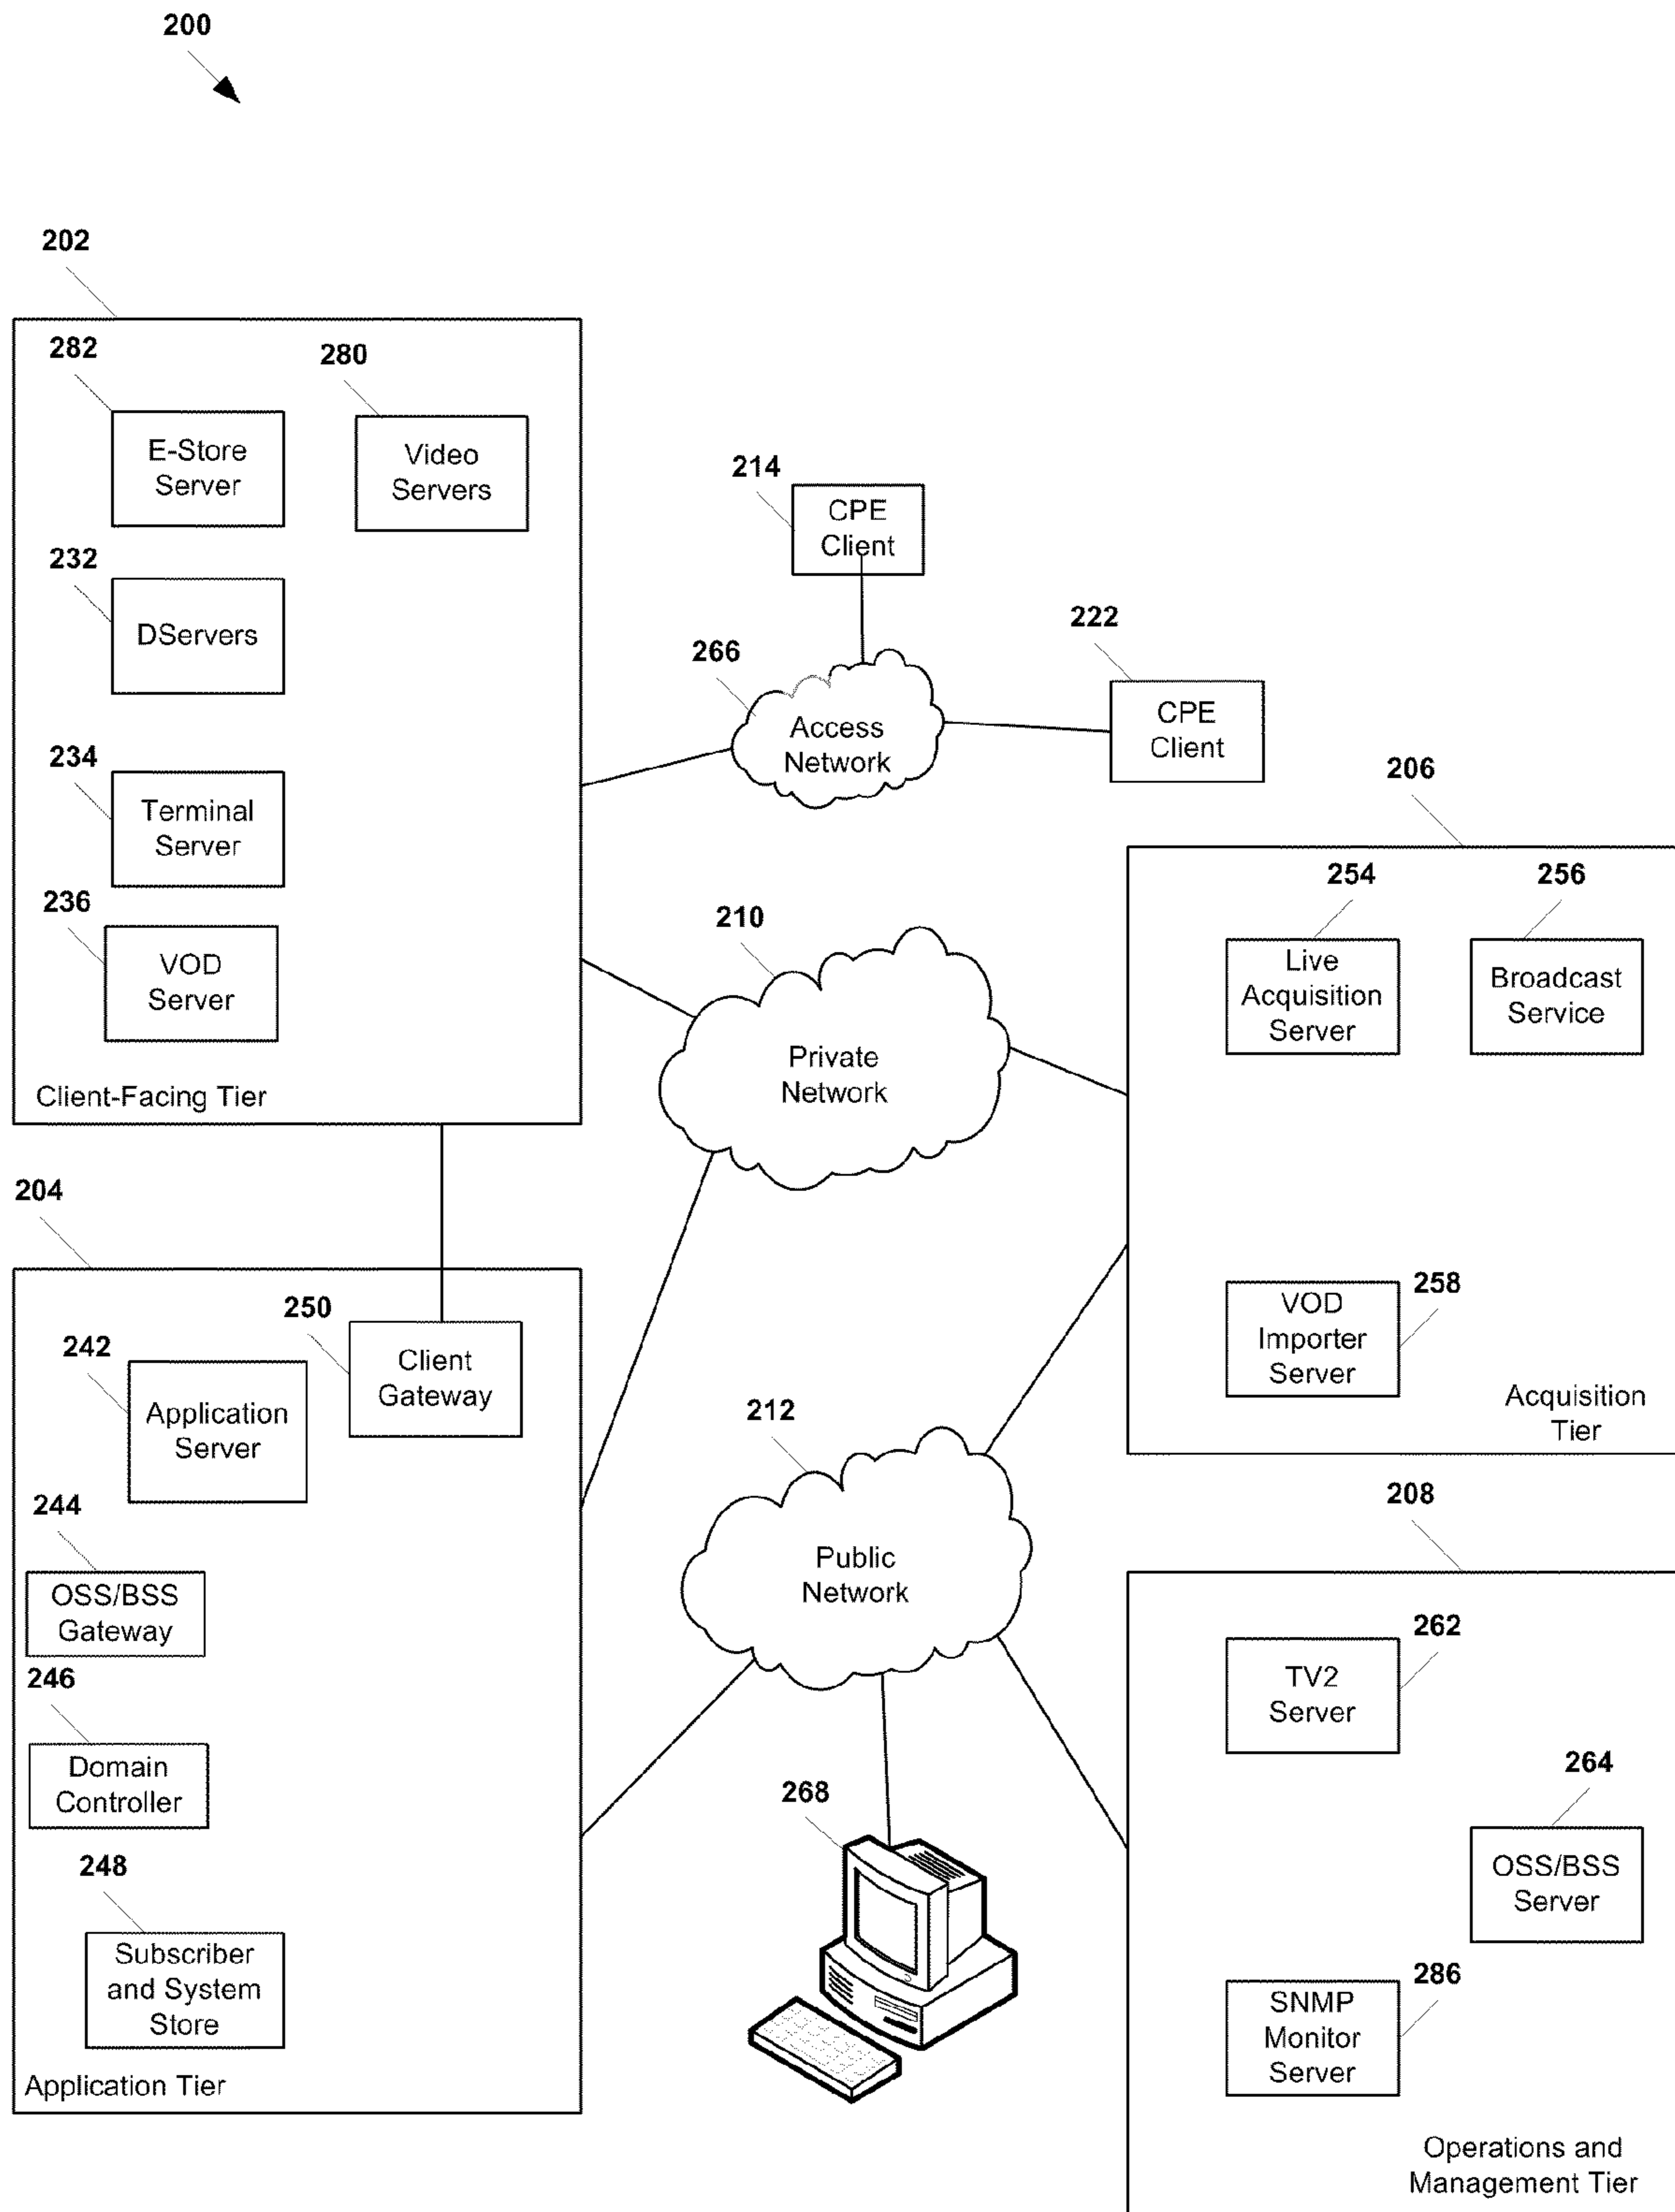 200
202
282
E-Store
Server
280
Video
Servers
232
DServers
234
Terminal
Server
236
VOD
Server
Client-Facing Tier
214
CPE
Client
222
CPE
Client
266
Access
Network
210
Private
Network
206
254
Live
Acquisition
Server
256
Broadcast
Service
258
VOD
Importer
Server
Acquisition
Tier
204
250
Client
Gateway
242
Application
Server
244
OSS/BSS
Gateway
246
Domain
Controller
248
Subscriber
and System
Store
Application Tier
212
Public
Network
268
208
262
TV2
Server
264
OSS/BSS
Server
286
SNMP
Monitor
Server
Operations and
Management Tier